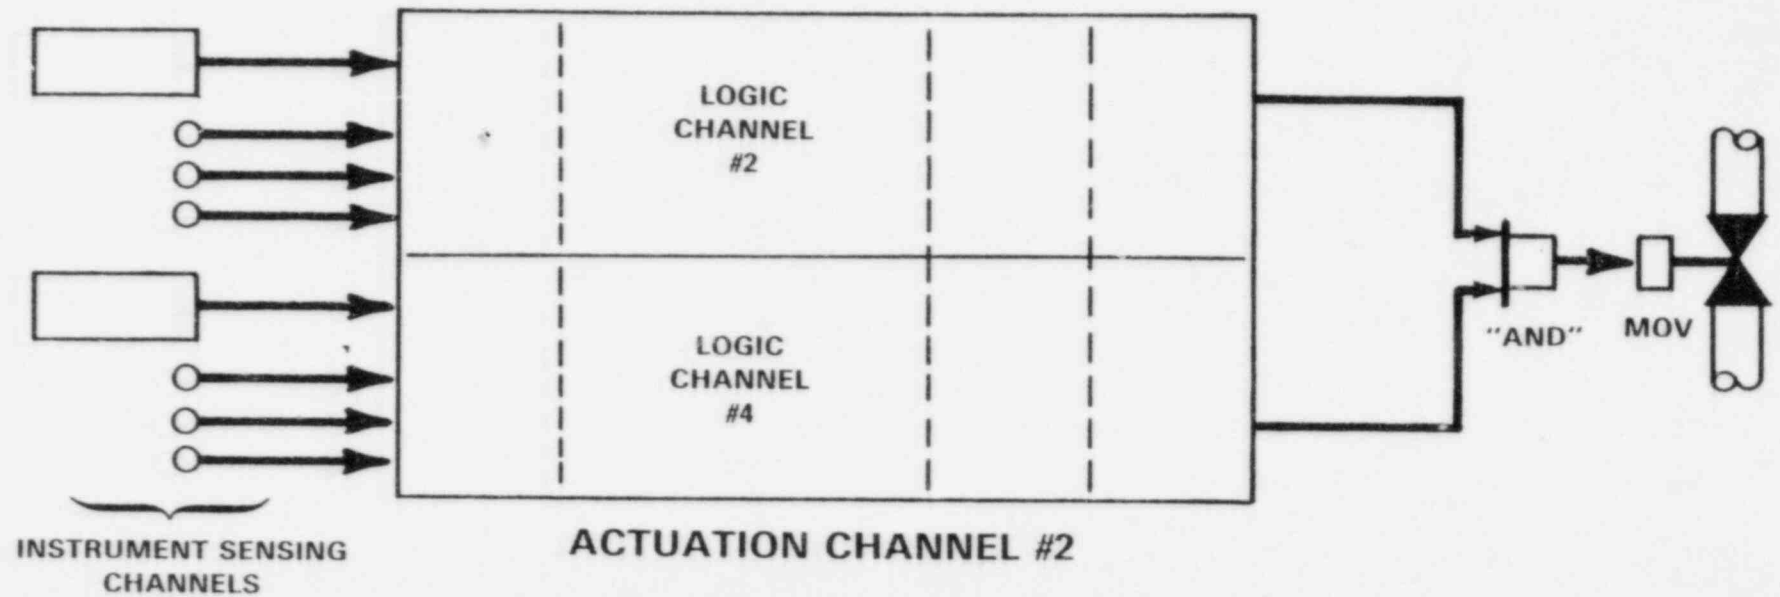 LOGIC
CHANNEL
#2
LOGIC
CHANNEL
#4
"AND"
MOV
INSTRUMENT SENSING
CHANNELS
ACTUATION CHANNEL #2